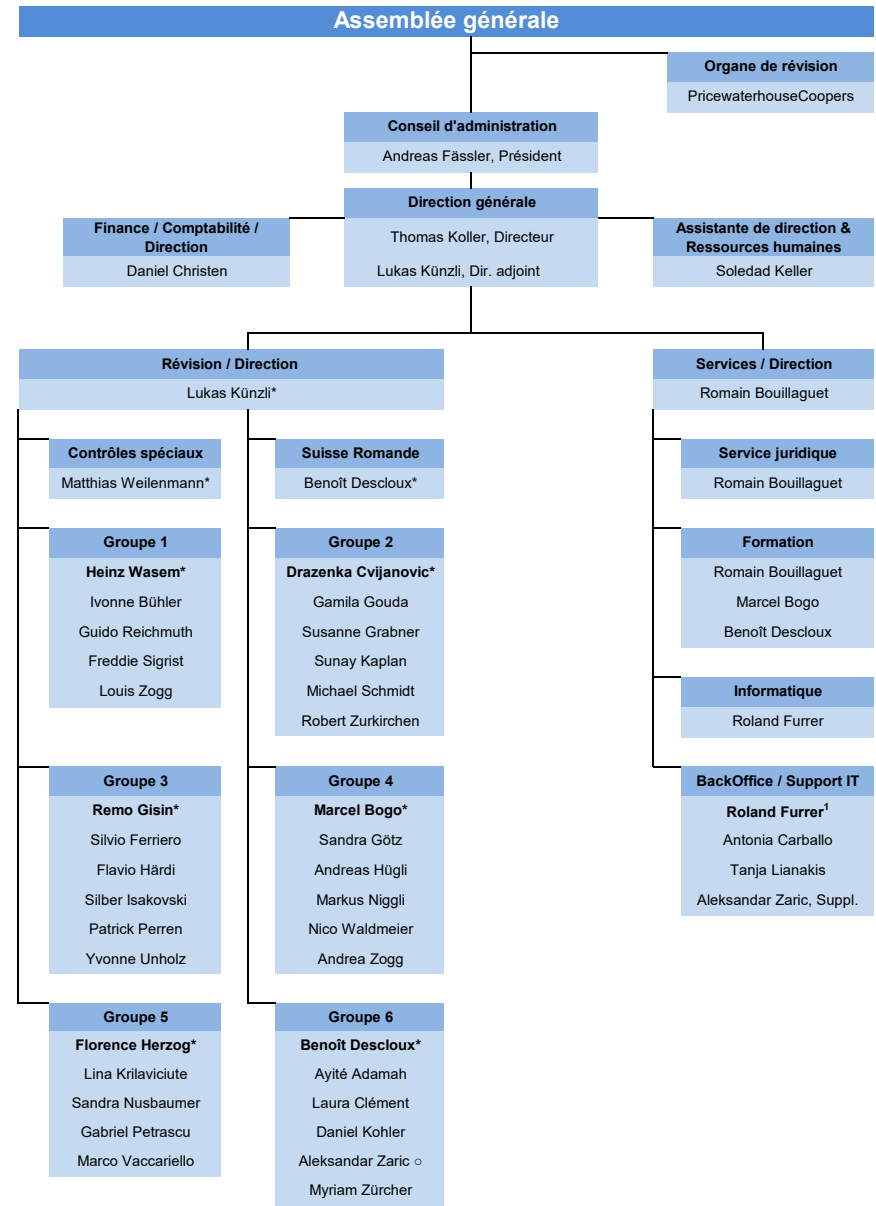 Assemblée générale
Organe de révision
PricewaterhouseCoopers
Conseil d'administration
Andreas Fässler, Président
Direction générale
Thomas Koller, Directeur
Lukas Künzli, Dir. adjoint
Finance / Comptabilité /
Direction
Daniel Christen
Assistante de direction &
Ressources humaines
Soledad Keller
Révision / Direction
Lukas Künzli*
Services / Direction
Romain Bouillaguet
Contrôles spéciaux
Matthias Weilenmann*
Suisse Romande
Benoît Descloux*
Service juridique
Romain Bouillaguet
Groupe 1
Heinz Wasem*
Ivonne Bühler
Guido Reichmuth
Freddie Sigrist
Louis Zogg
Groupe 2
Drazenka Cvijanovic*
Gamila Gouda
Susanne Grabner
Sunay Kaplan
Michael Schmidt
Robert Zurkirchen
Formation
Romain Bouillaguet
Marcel Bogo
Benoît Descloux
Informatique
Roland Furrer
Groupe 3
Remo Gisin*
Silvio Ferriero
Flavio Härdi
Silber Isakovski
Patrick Perren
Yvonne Unholz
Groupe 4
Marcel Bogo*
Sandra Götz
Andreas Hügli
Markus Niggli
Nico Waldmeier
Andrea Zogg
BackOffice / Support IT
Roland Furrer¹
Antonia Carballo
Tanja Lianakis
Aleksandar Zaric, Suppl.
Groupe 5
Florence Herzog*
Lina Krilaviciute
Sandra Nusbaumer
Gabriel Petrascu
Marco Vaccariello
Groupe 6
Benoît Descloux*
Ayité Adamah
Laura Clément
Daniel Kohler
Aleksandar Zaric ○
Myriam Zürcher